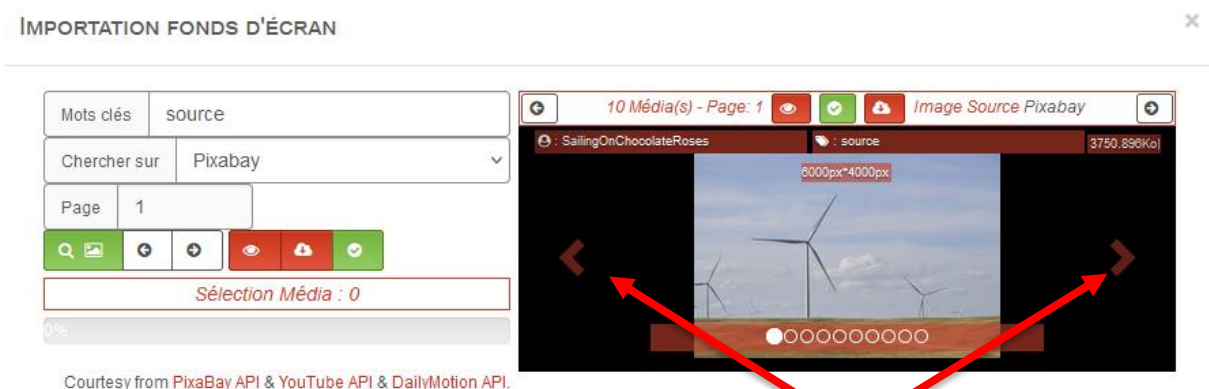 IMPORTATION FONDS D'ÉCRAN
×
Mots clés source
Chercher sur Pixabay
Page 1
Sélection Média : 0
0%
Courtesy from PixaBay API & YouTube API & DailyMotion API.
10 Média(s) - Page: 1 Image Source Pixabay
: SailingOnChocolateRoses : source 3750.896Ko|
6000px*4000px